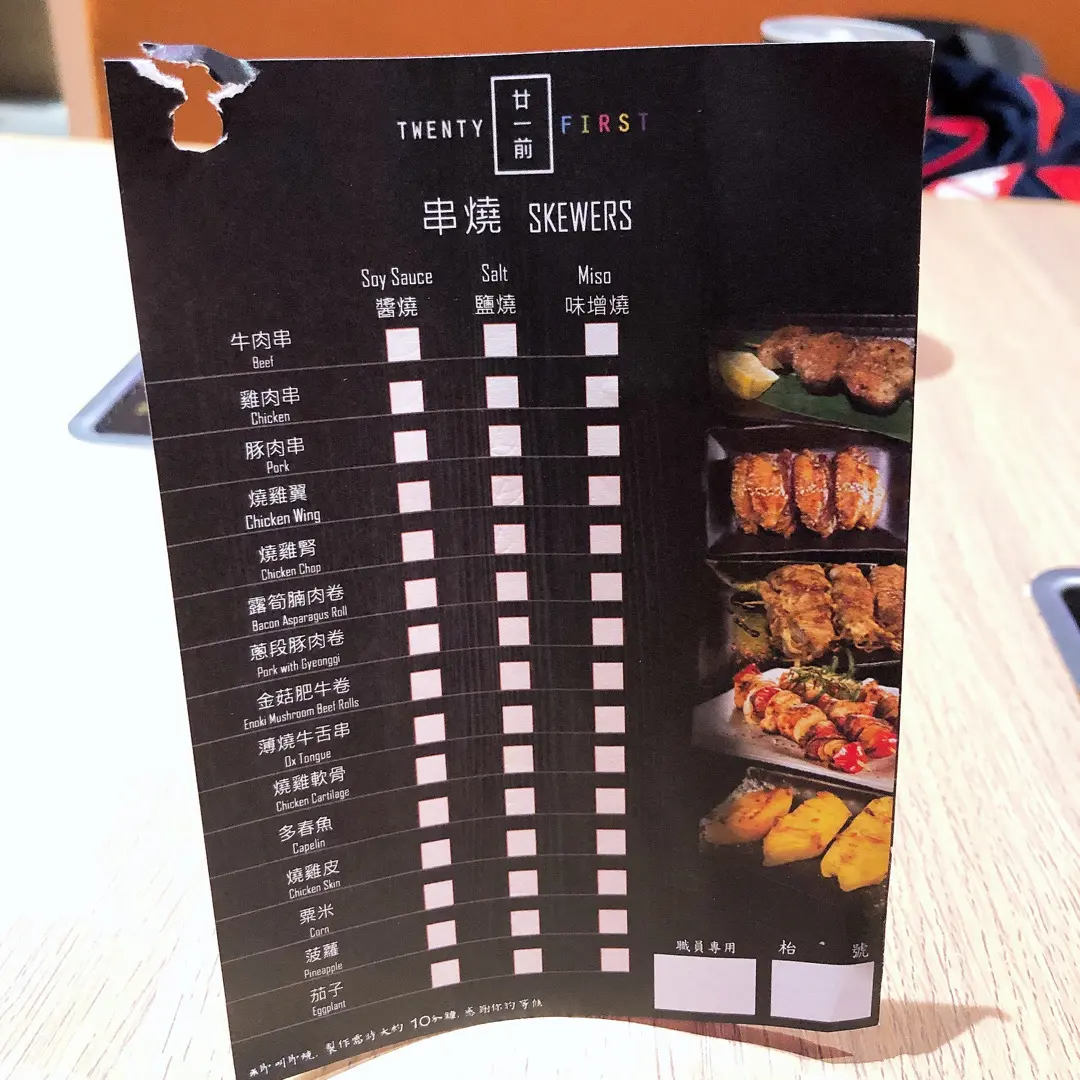 TWENTY 廿一前 FIRST
串燒 SKEWERS
Soy Sauce Salt Miso
醬燒 鹽燒 味增燒
牛肉串
Beef
雞肉串
Chicken
豚肉串
Pork
燒雞翼
Chicken Wing
燒雞腎
Chicken Chop
露筍腩肉卷
Bacon Asparagus Roll
蔥段豚肉卷
Pork with Gyeonggi
金菇肥牛卷
Enoki Mushroom Beef Rolls
薄燒牛舌串
Ox Tongue
燒雞軟骨
Chicken Cartilage
多春魚
Capelin
燒雞皮
Chicken Skin
粟米
Corn
菠蘿
Pineapple
茄子
Eggplant
職員專用 枱號
即叫即燒, 製作需時大約 10分鐘, 感謝你的等候